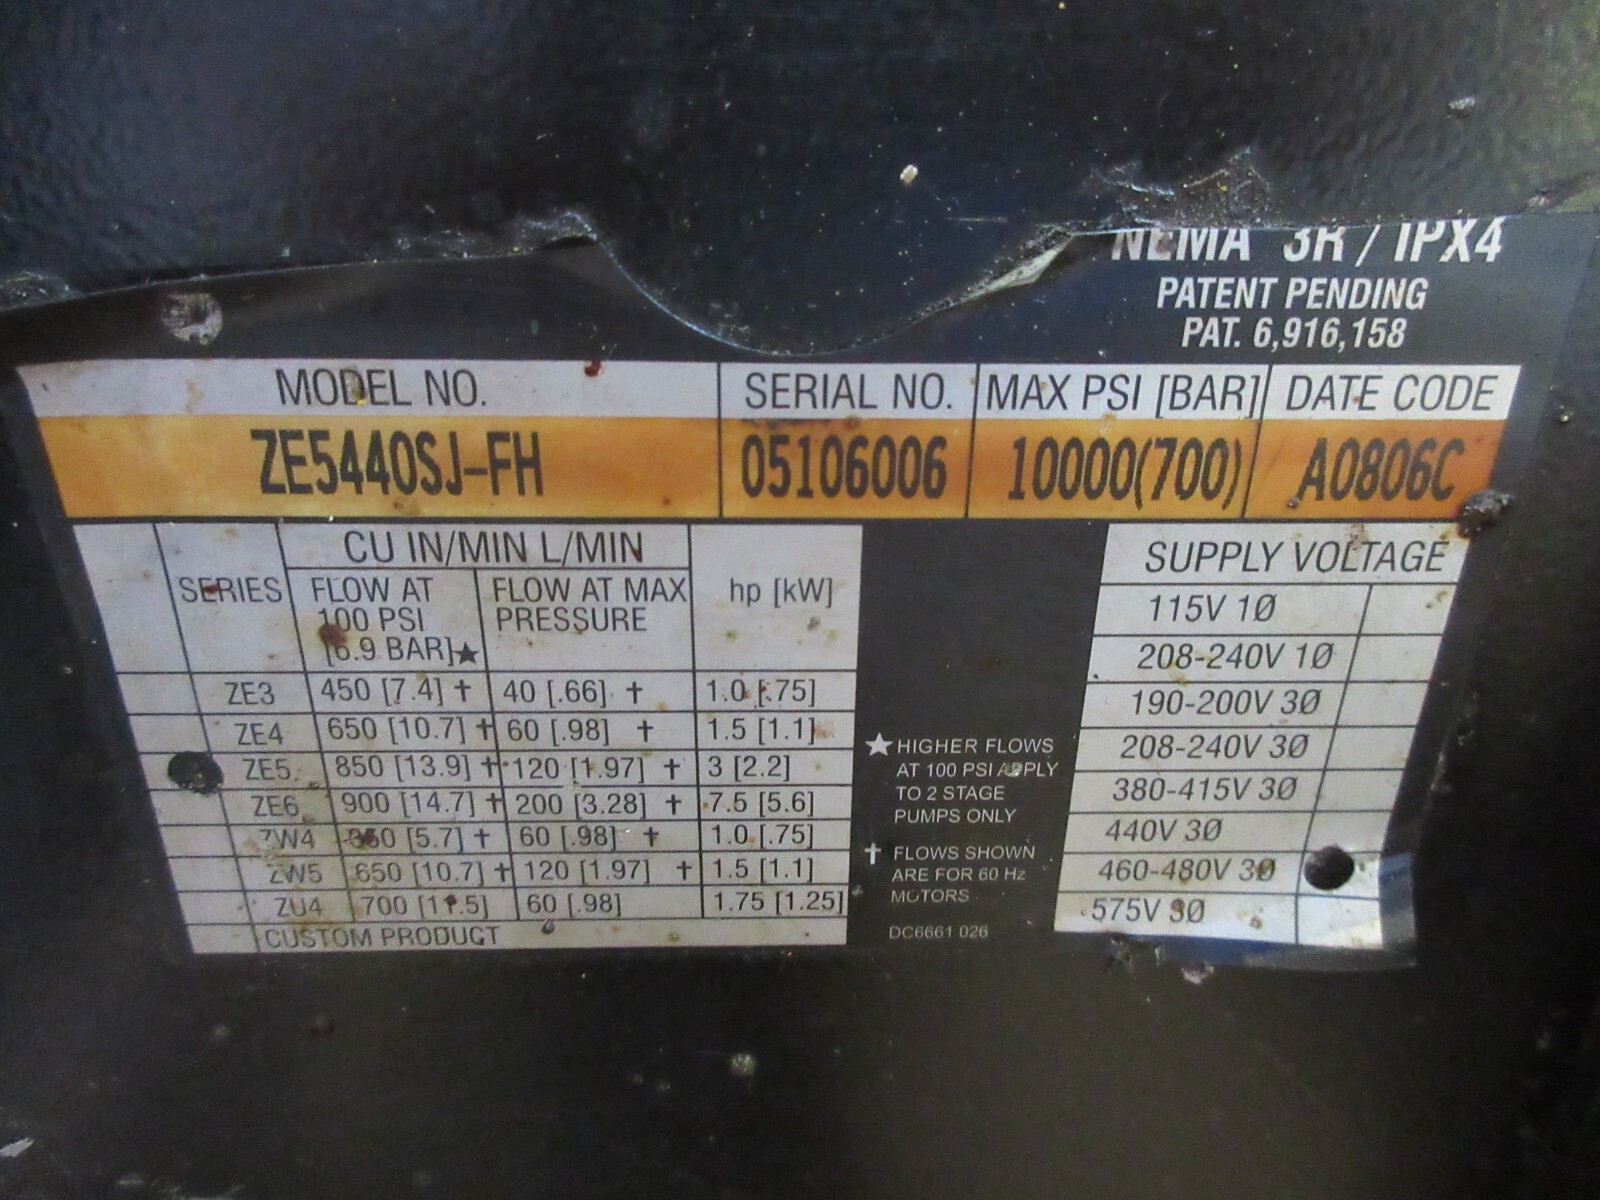 NEMA 3R / IPX4
PATENT PENDING
PAT. 6,916,158
MODEL NO. SERIAL NO. MAX PSI [BAR] DATE CODE
ZE5440SJ-FH 05106006 10000(700) A0806C
CU IN/MIN L/MIN
SERIES FLOW AT 100 PSI [6.9 BAR]★ FLOW AT MAX PRESSURE hp [kW]
ZE3 450 [7.4] † 40 [.66] † 1.0 [.75]
ZE4 650 [10.7] † 60 [.98] † 1.5 [1.1]
ZE5 850 [13.9] † 120 [1.97] † 3 [2.2]
ZE6 900 [14.7] † 200 [3.28] † 7.5 [5.6]
ZW4 [5.7] † 60 [.98] † 1.0 [.75]
ZW5 650 [10.7] † 120 [1.97] † 1.5 [1.1]
ZU4 700 [11.5] 60 [.98] 1.75 [1.25]
CUSTOM PRODUCT
★ HIGHER FLOWS
AT 100 PSI APPLY
TO 2 STAGE
PUMPS ONLY
† FLOWS SHOWN
ARE FOR 60 Hz
MOTORS
DC6661 026
SUPPLY VOLTAGE
115V 1Ø
208-240V 1Ø
190-200V 3Ø
208-240V 3Ø
380-415V 3Ø
440V 3Ø
460-480V 3Ø
575V 3Ø